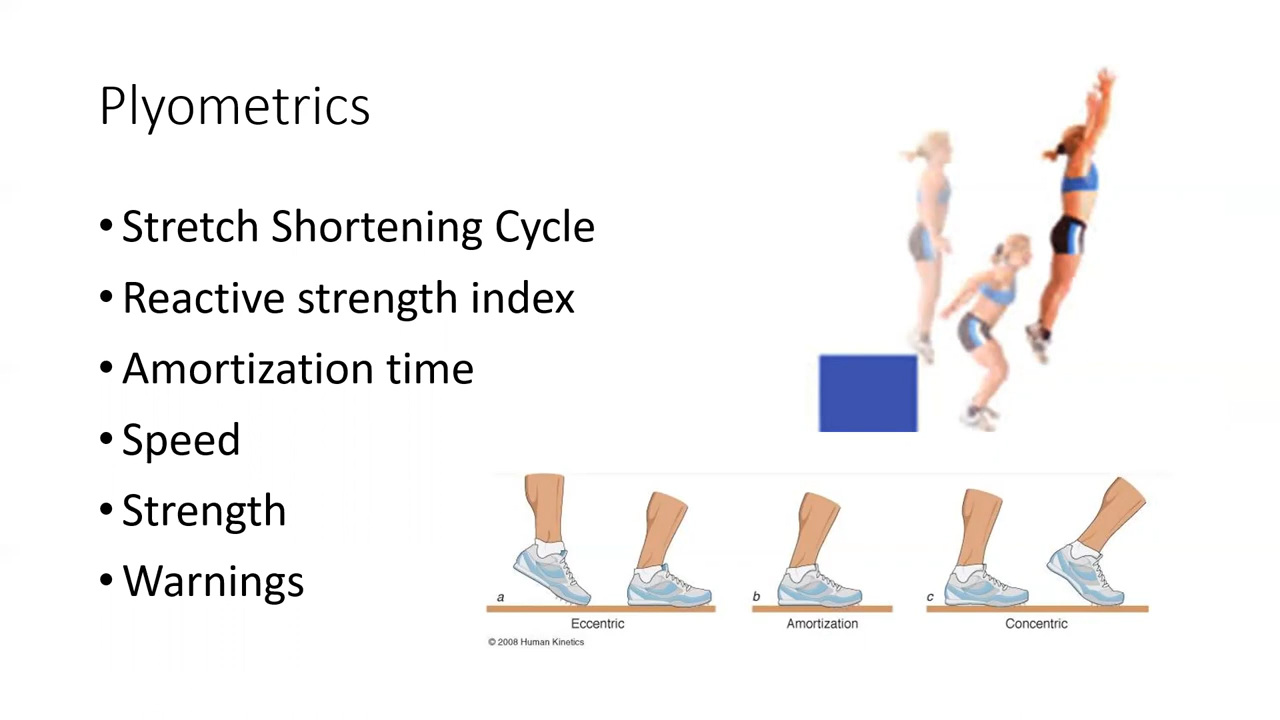 Plyometrics
• Stretch Shortening Cycle
• Reactive strength index
• Amortization time
• Speed
• Strength
• Warnings
a
b
c
Eccentric
Amortization
Concentric
© 2008 Human Kinetics